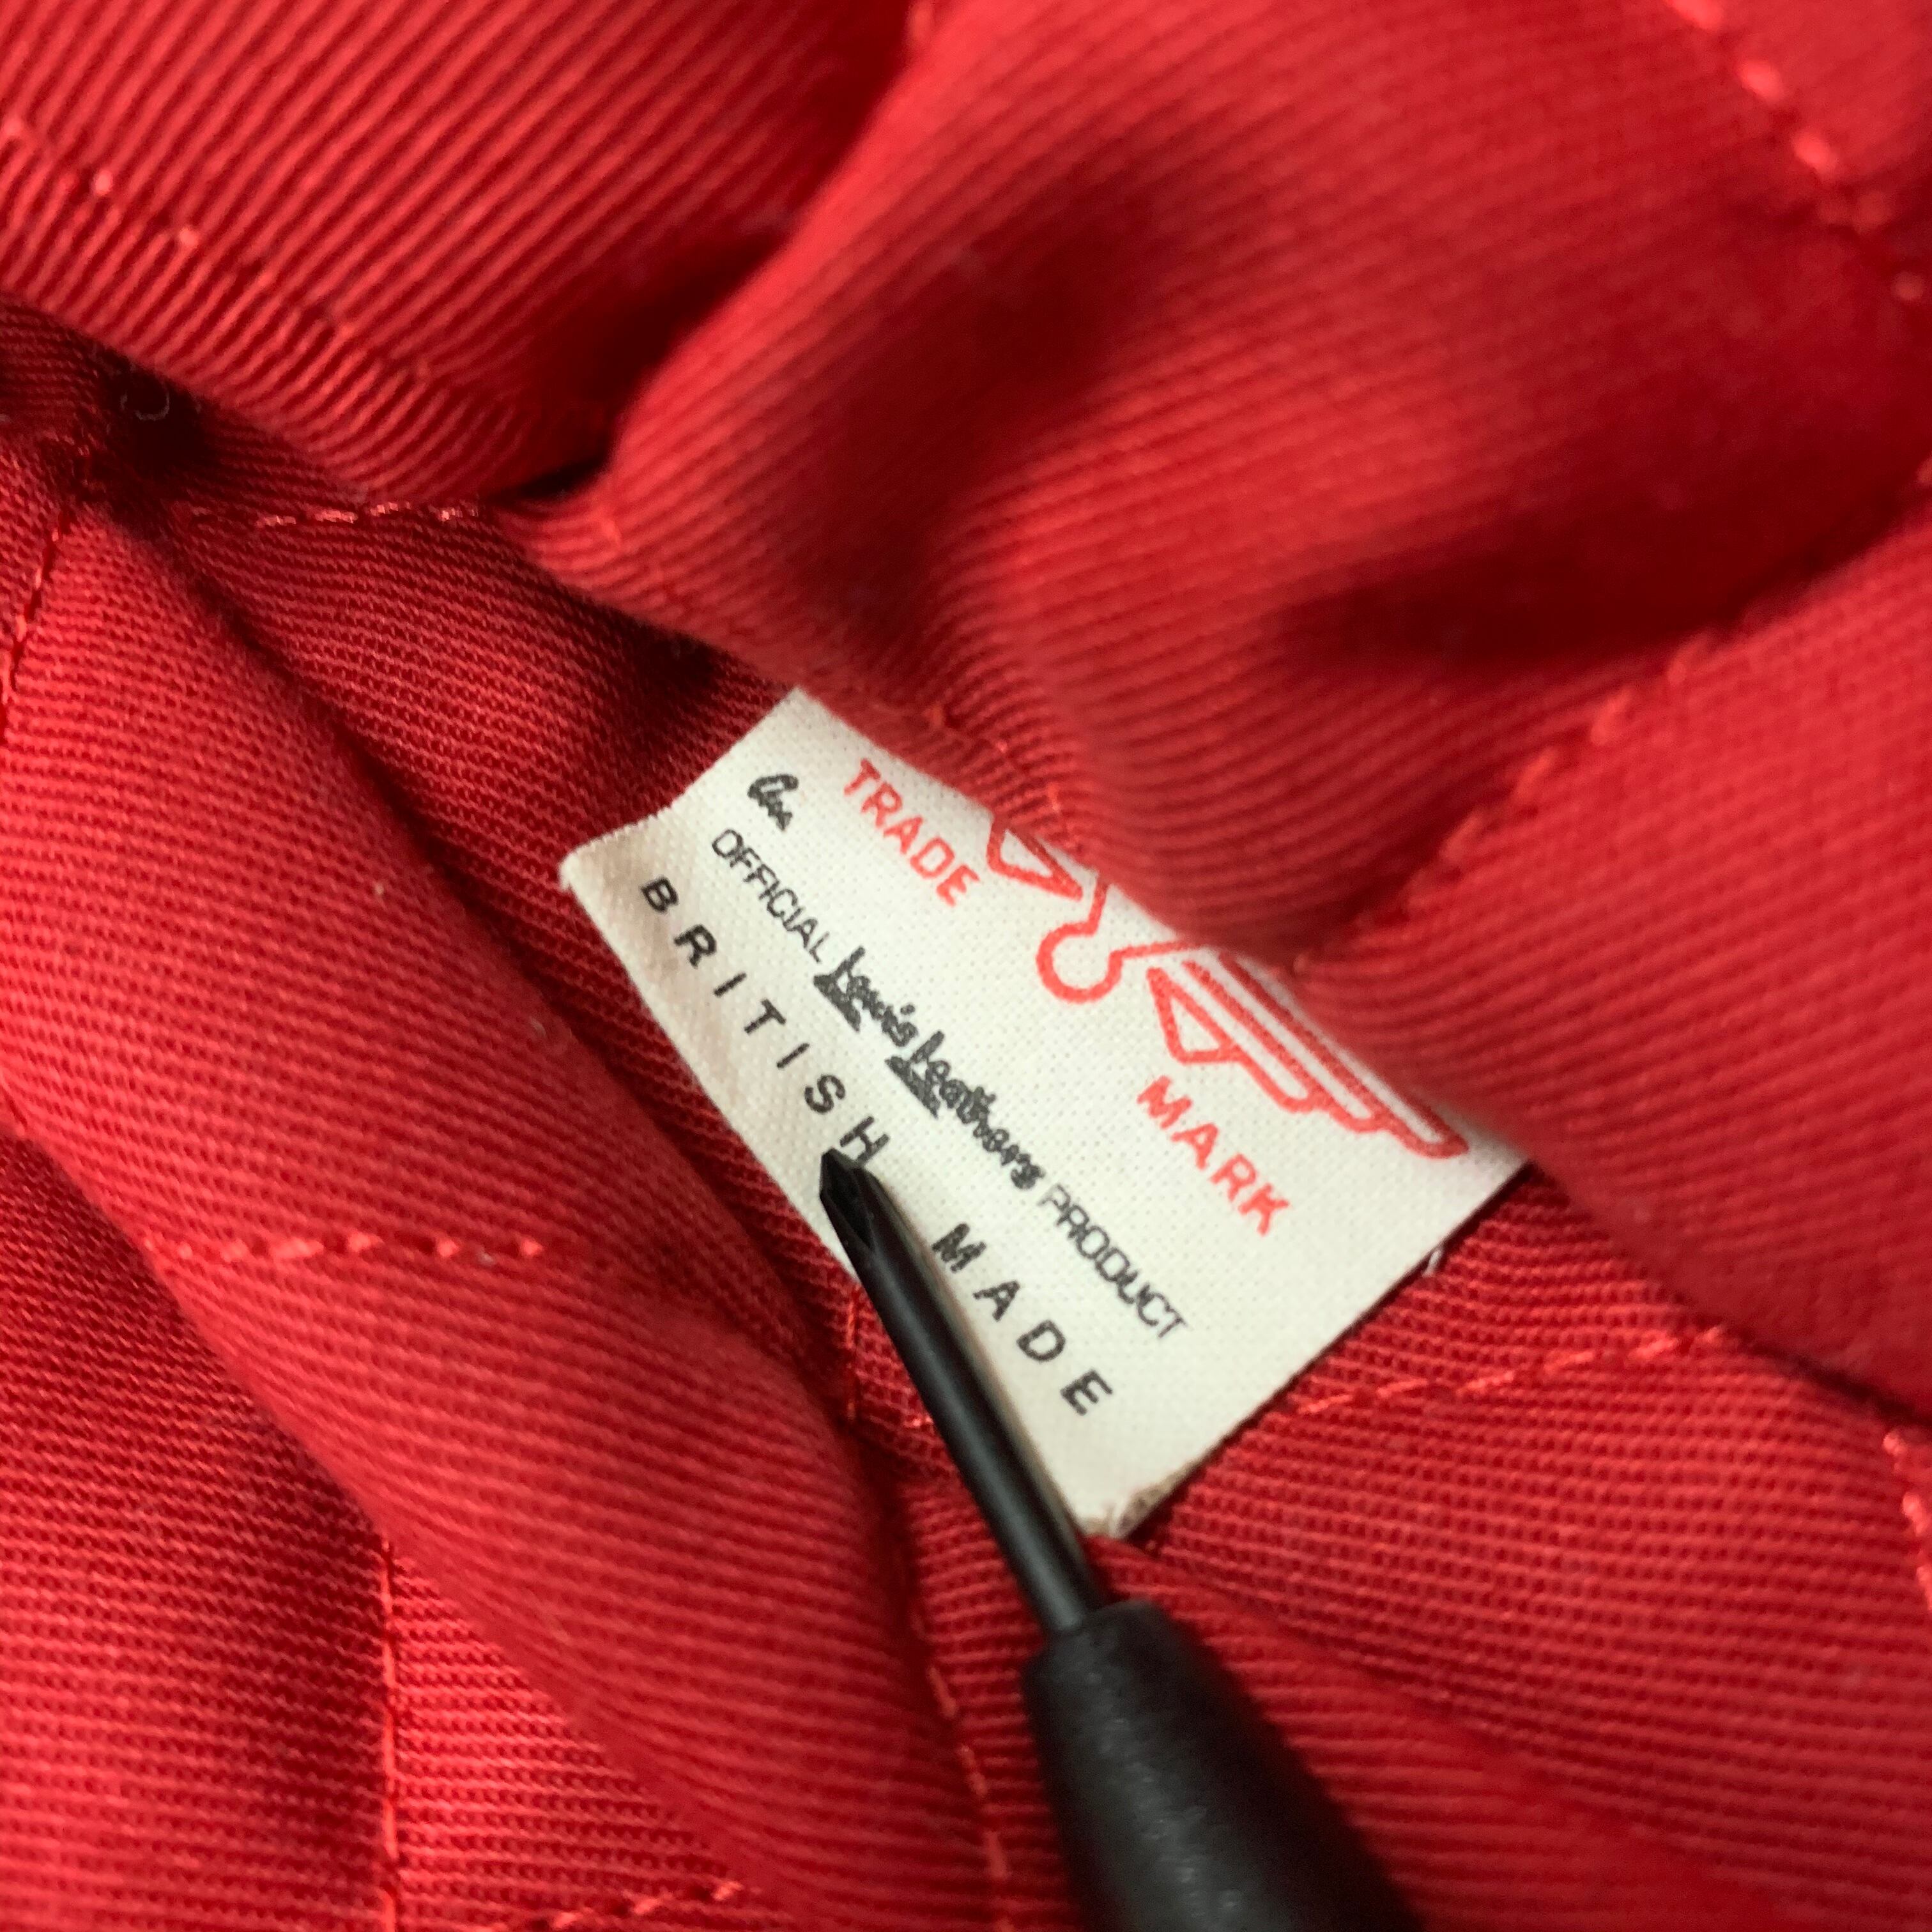 TRADE MARK
An
OFFICIAL Lewis Leathers PRODUCT
BRITISH MADE